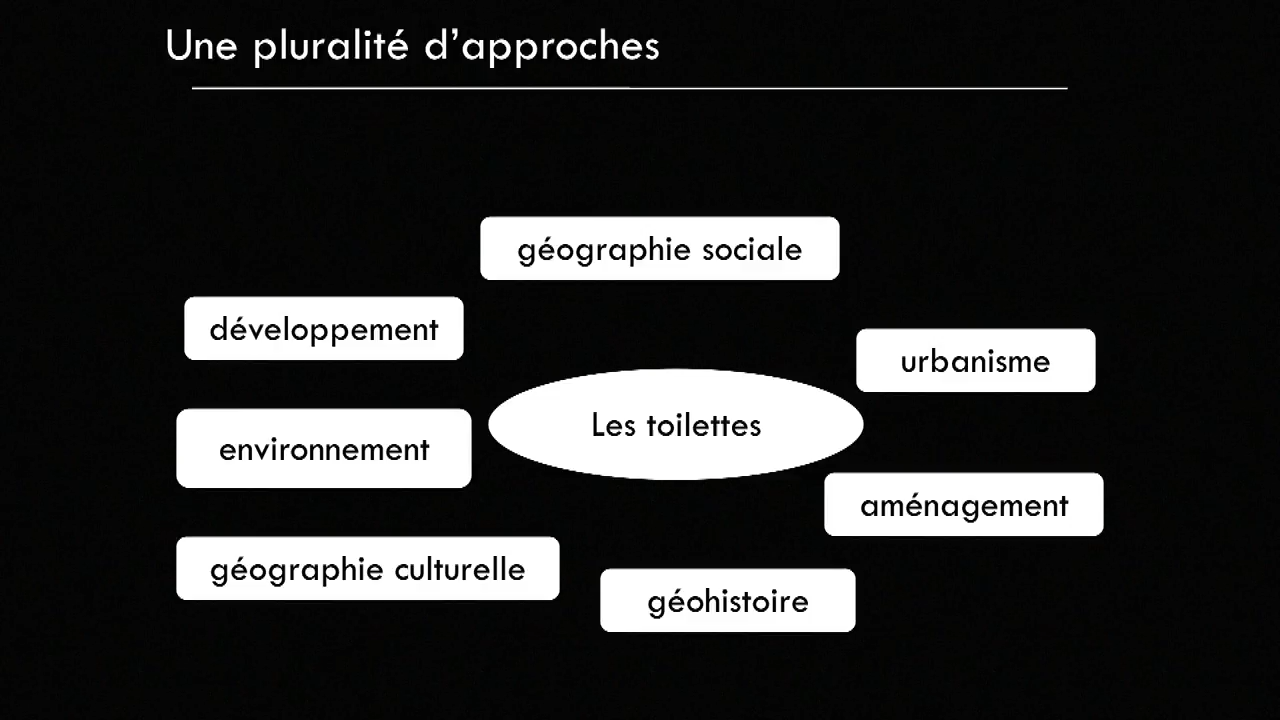 Une pluralité d’approches
géographie sociale
développement
urbanisme
Les toilettes
environnement
aménagement
géographie culturelle
géohistoire